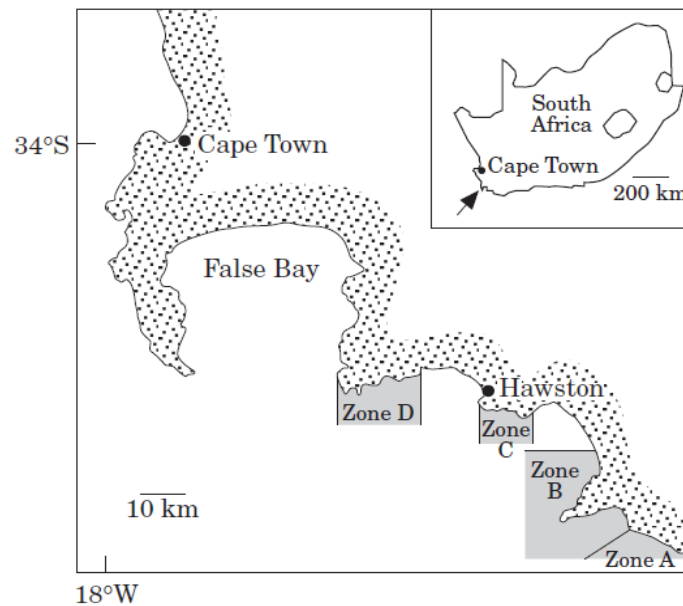 34°S
Cape Town
South
Africa
Cape Town
200 km
False Bay
Hawston
Zone D
Zone
C
Zone
B
10 km
Zone A
18°W